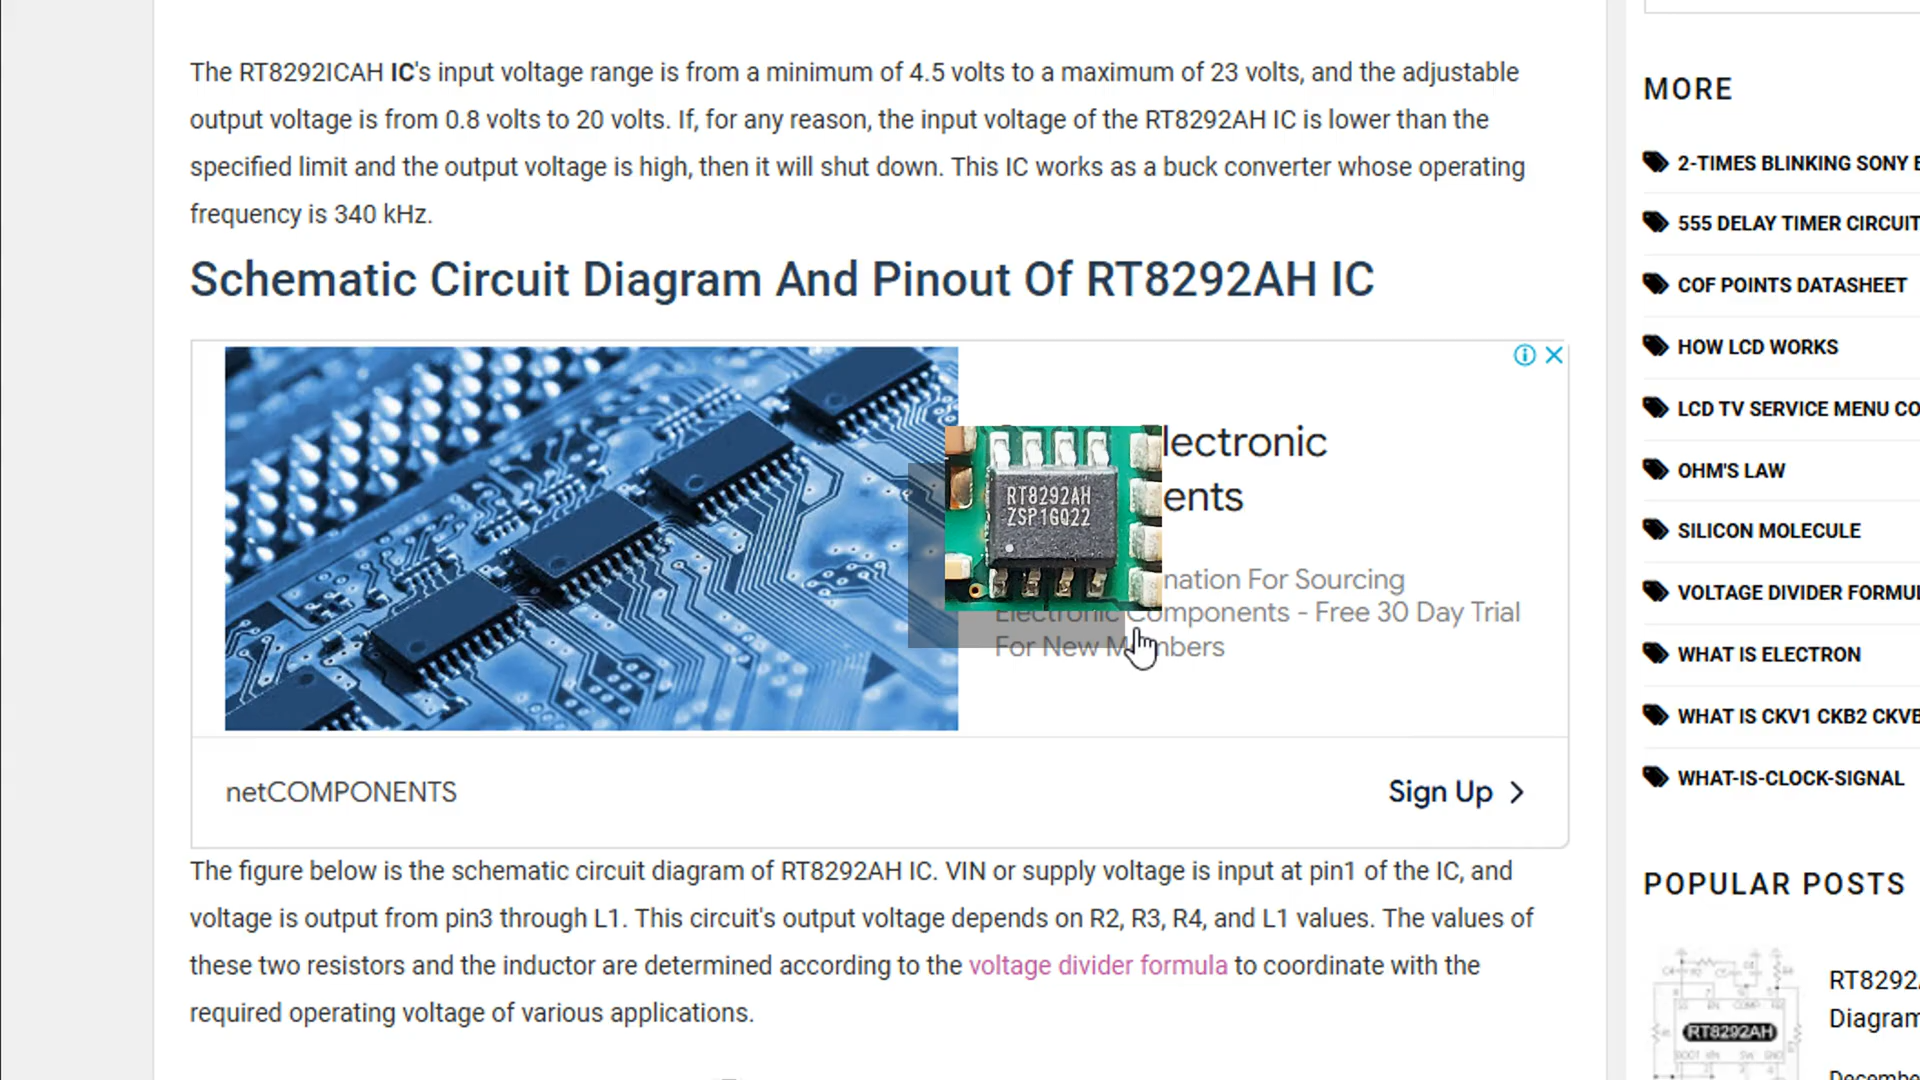 The RT8292ICAH IC's input voltage range is from a minimum of 4.5 volts to a maximum of 23 volts, and the adjustable
output voltage is from 0.8 volts to 20 volts. If, for any reason, the input voltage of the RT8292AH IC is lower than the
specified limit and the output voltage is high, then it will shut down. This IC works as a buck converter whose operating
frequency is 340 kHz.
Schematic Circuit Diagram And Pinout Of RT8292AH IC
lectronic
ents
RT8292AH
ZSP1GQ22
nation For Sourcing
Electronic Components - Free 30 Day Trial
For New Members
netCOMPONENTS
Sign Up
The figure below is the schematic circuit diagram of RT8292AH IC. VIN or supply voltage is input at pin1 of the IC, and
voltage is output from pin3 through L1. This circuit's output voltage depends on R2, R3, R4, and L1 values. The values of
these two resistors and the inductor are determined according to the voltage divider formula to coordinate with the
required operating voltage of various applications.
MORE
2-TIMES BLINKING SONY
555 DELAY TIMER CIRCUIT
COF POINTS DATASHEET
HOW LCD WORKS
LCD TV SERVICE MENU CO
OHM'S LAW
SILICON MOLECULE
VOLTAGE DIVIDER FORMUL
WHAT IS ELECTRON
WHAT IS CKV1 CKB2 CKVB
WHAT-IS-CLOCK-SIGNAL
POPULAR POSTS
RT8292AH
RT8292
Diagram